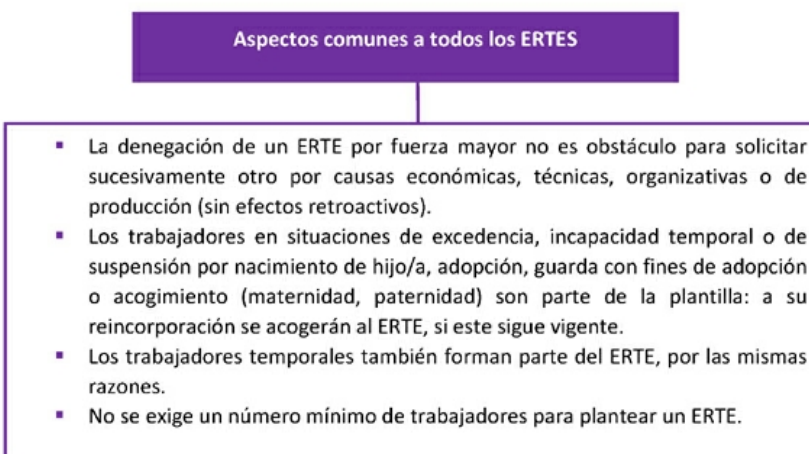 Aspectos comunes a todos los ERTES
▪ La denegación de un ERTE por fuerza mayor no es obstáculo para solicitar
sucesivamente otro por causas económicas, técnicas, organizativas o de
producción (sin efectos retroactivos).
▪ Los trabajadores en situaciones de excedencia, incapacidad temporal o de
suspensión por nacimiento de hijo/a, adopción, guarda con fines de adopción
o acogimiento (maternidad, paternidad) son parte de la plantilla: a su
reincorporación se acogerán al ERTE, si este sigue vigente.
▪ Los trabajadores temporales también forman parte del ERTE, por las mismas
razones.
▪ No se exige un número mínimo de trabajadores para plantear un ERTE.